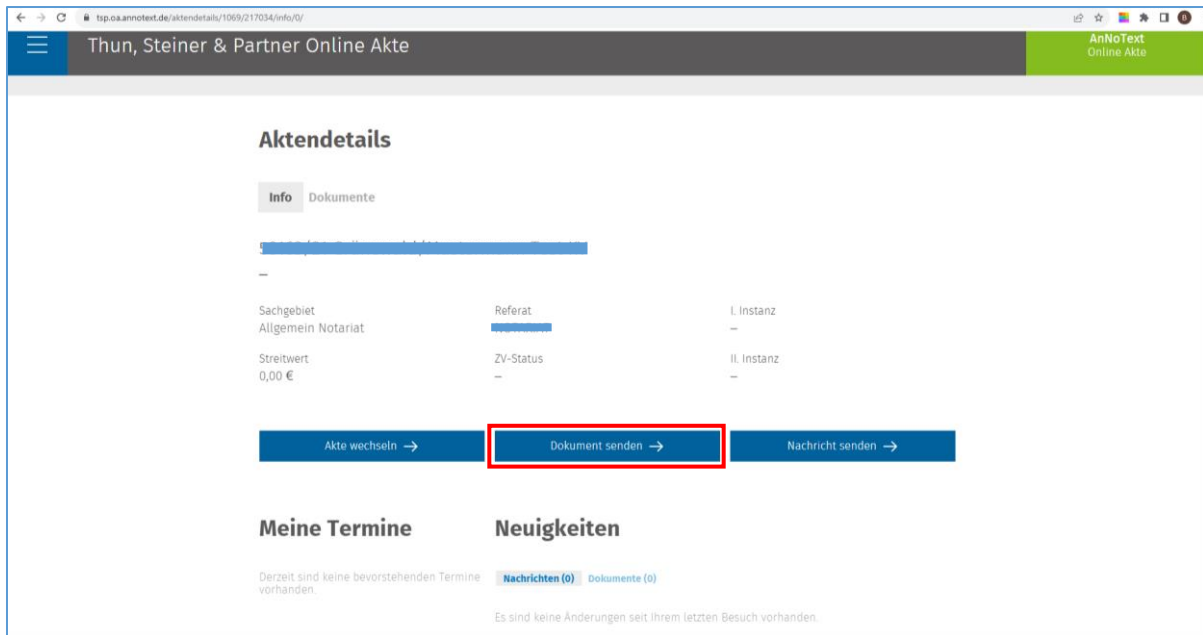 tsp.oa.annotext.de/aktendetails/1069/217034/info/0/
Thun, Steiner & Partner Online Akte
AnNoText
Online Akte
Aktendetails
Info Dokumente
–
Sachgebiet Referat I. Instanz
Allgemein Notariat –
Streitwert ZV-Status II. Instanz
0,00 € – –
Akte wechseln → Dokument senden → Nachricht senden →
Meine Termine Neuigkeiten
Derzeit sind keine bevorstehenden Termine vorhanden. Nachrichten (0) Dokumente (0)
Es sind keine Änderungen seit Ihrem letzten Besuch vorhanden.